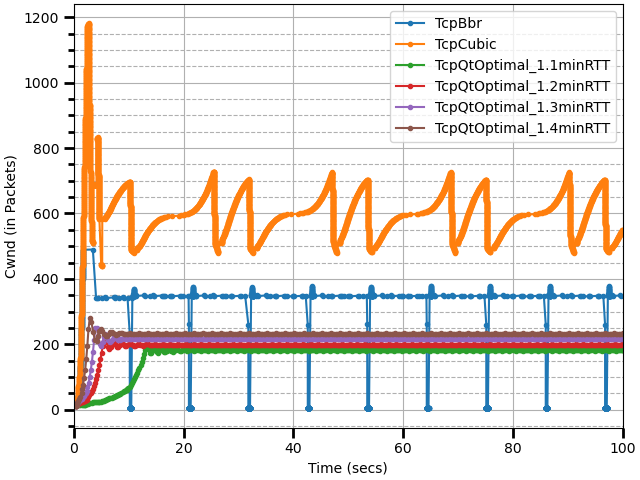 TcpBbr
TcpCubic
TcpQtOptimal_1.1minRTT
TcpQtOptimal_1.2minRTT
TcpQtOptimal_1.3minRTT
TcpQtOptimal_1.4minRTT
Cwnd (in Packets)
1200
1000
800
600
400
200
0
0 20 40 60 80 100
Time (secs)